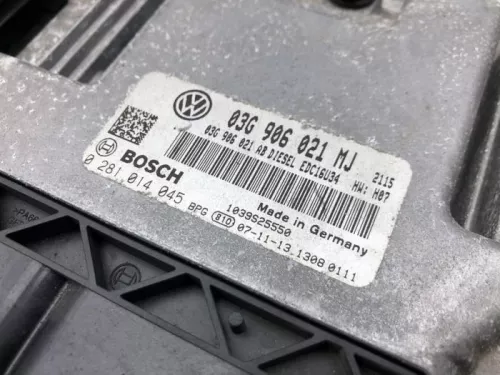 03G 906 021 MJ
03G 906 021 AB DIESEL EDC16U34 HW: H07
2115
BOSCH
0 281 014 045
1039S25550
BPG 810 07-11-13 1308 0111
Made in Germany